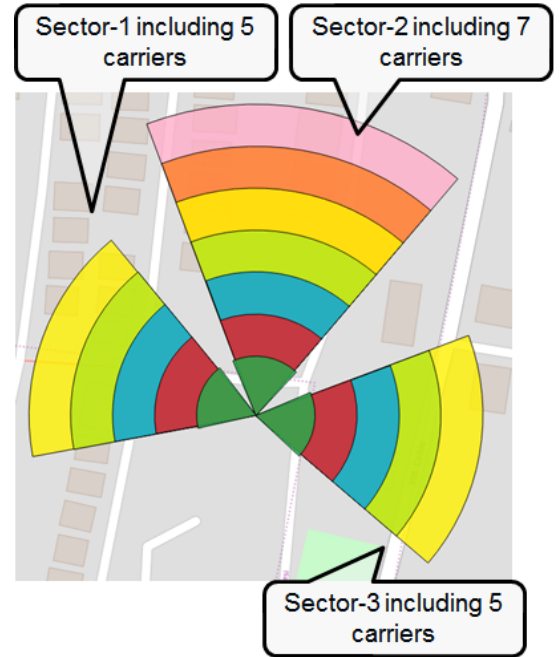 Sector-1 including 5
carriers
Sector-2 including 7
carriers
Sector-3 including 5
carriers